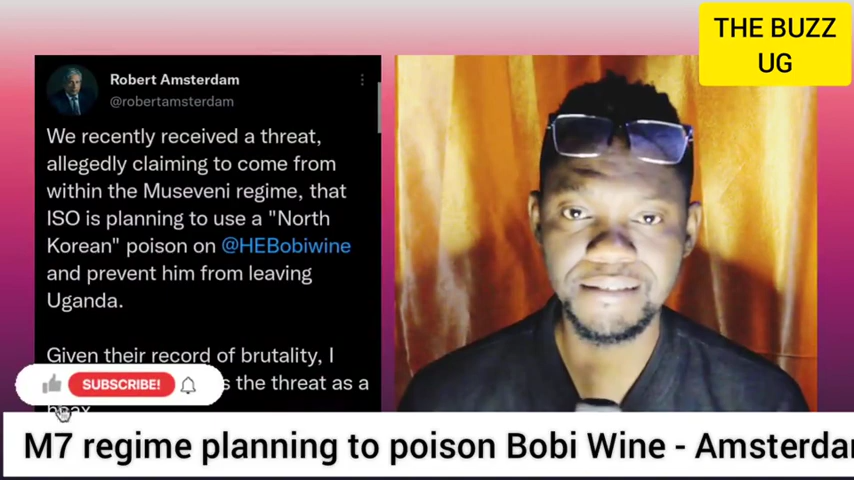 THE BUZZ
UG
Robert Amsterdam
@robertamsterdam
We recently received a threat,
allegedly claiming to come from
within the Museveni regime, that
ISO is planning to use a "North
Korean" poison on @HEBobiwine
and prevent him from leaving
Uganda.
Given their record of brutality, I
s the threat as a
hoax.
SUBSCRIBE!
M7 regime planning to poison Bobi Wine - Amsterda